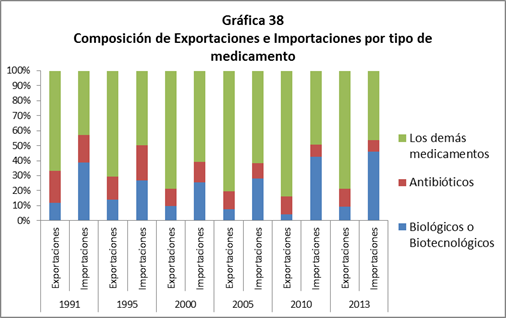 Gráfica 38
Composición de Exportaciones e Importaciones por tipo de
medicamento
100%
90%
80%
70%
60%
50%
40%
30%
20%
10%
0%
Exportaciones
Importaciones
Exportaciones
Importaciones
Exportaciones
Importaciones
Exportaciones
Importaciones
Exportaciones
Importaciones
Exportaciones
Importaciones
1991 1995 2000 2005 2010 2013
Los demás
medicamentos
Antibióticos
Biológicos o
Biotecnológicos